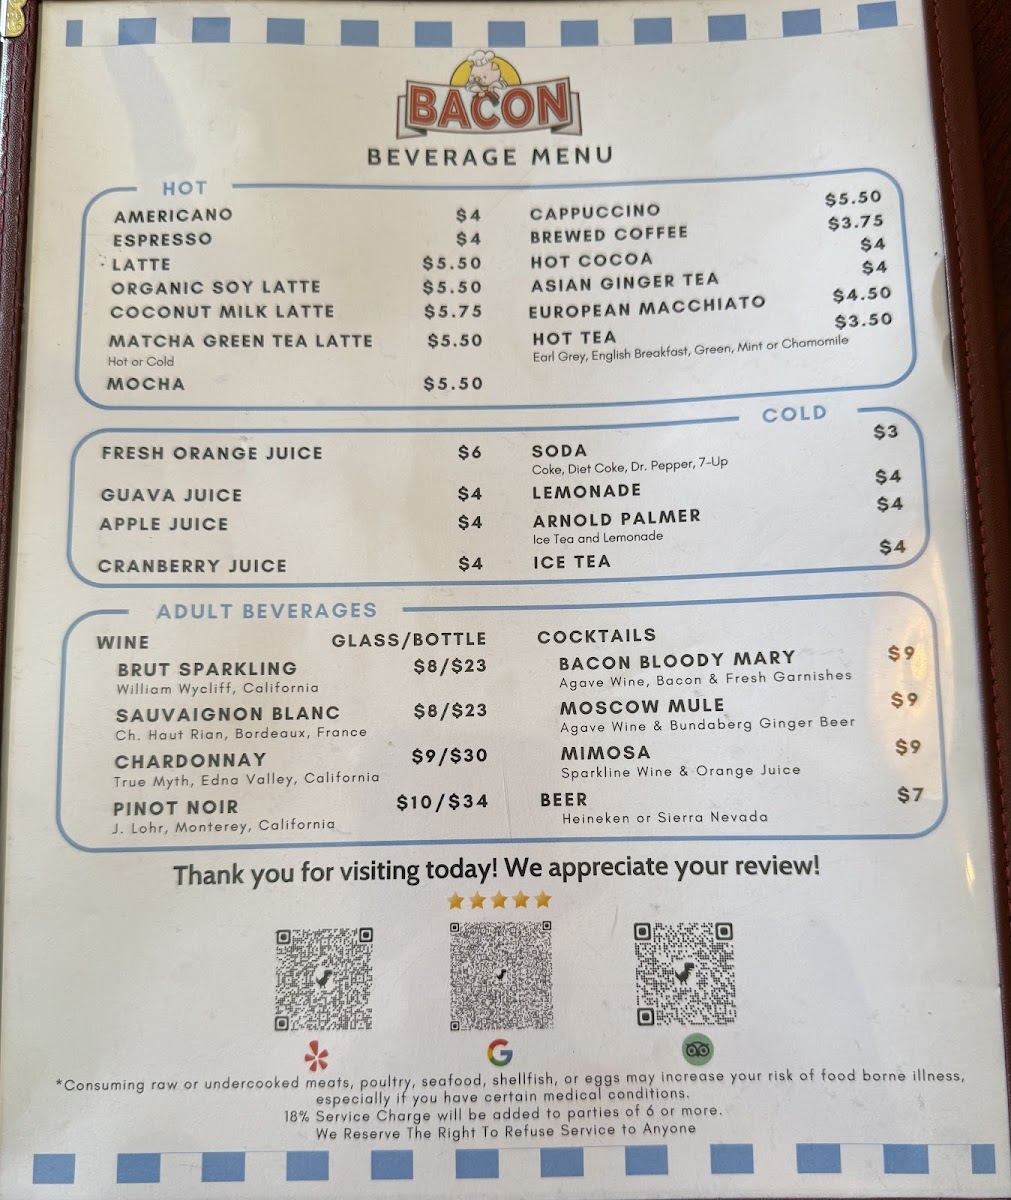 BACON
BEVERAGE MENU
HOT
AMERICANO $4
ESPRESSO $4
LATTE $5.50
ORGANIC SOY LATTE $5.50
COCONUT MILK LATTE $5.75
MATCHA GREEN TEA LATTE $5.50
Hot or Cold
MOCHA $5.50
CAPPUCCINO $5.50
BREWED COFFEE $3.75
HOT COCOA $4
ASIAN GINGER TEA $4
EUROPEAN MACCHIATO $4.50
HOT TEA $3.50
Earl Grey, English Breakfast, Green, Mint or Chamomile
COLD
FRESH ORANGE JUICE $6
GUAVA JUICE $4
APPLE JUICE $4
CRANBERRY JUICE $4
SODA $3
Coke, Diet Coke, Dr. Pepper, 7-Up
LEMONADE $4
ARNOLD PALMER $4
Ice Tea and Lemonade
ICE TEA $4
ADULT BEVERAGES
WINE GLASS/BOTTLE
BRUT SPARKLING $8/$23
William Wycliff, California
SAUVAIGNON BLANC $8/$23
Ch. Haut Rian, Bordeaux, France
CHARDONNAY $9/$30
True Myth, Edna Valley, California
PINOT NOIR $10/$34
J. Lohr, Monterey, California
COCKTAILS
BACON BLOODY MARY $9
Agave Wine, Bacon & Fresh Garnishes
MOSCOW MULE $9
Agave Wine & Bundaberg Ginger Beer
MIMOSA $9
Sparkline Wine & Orange Juice
BEER $7
Heineken or Sierra Nevada
Thank you for visiting today! We appreciate your review!
*Consuming raw or undercooked meats, poultry, seafood, shellfish, or eggs may increase your risk of food borne illness,
especially if you have certain medical conditions.
18% Service Charge will be added to parties of 6 or more.
We Reserve The Right To Refuse Service to Anyone